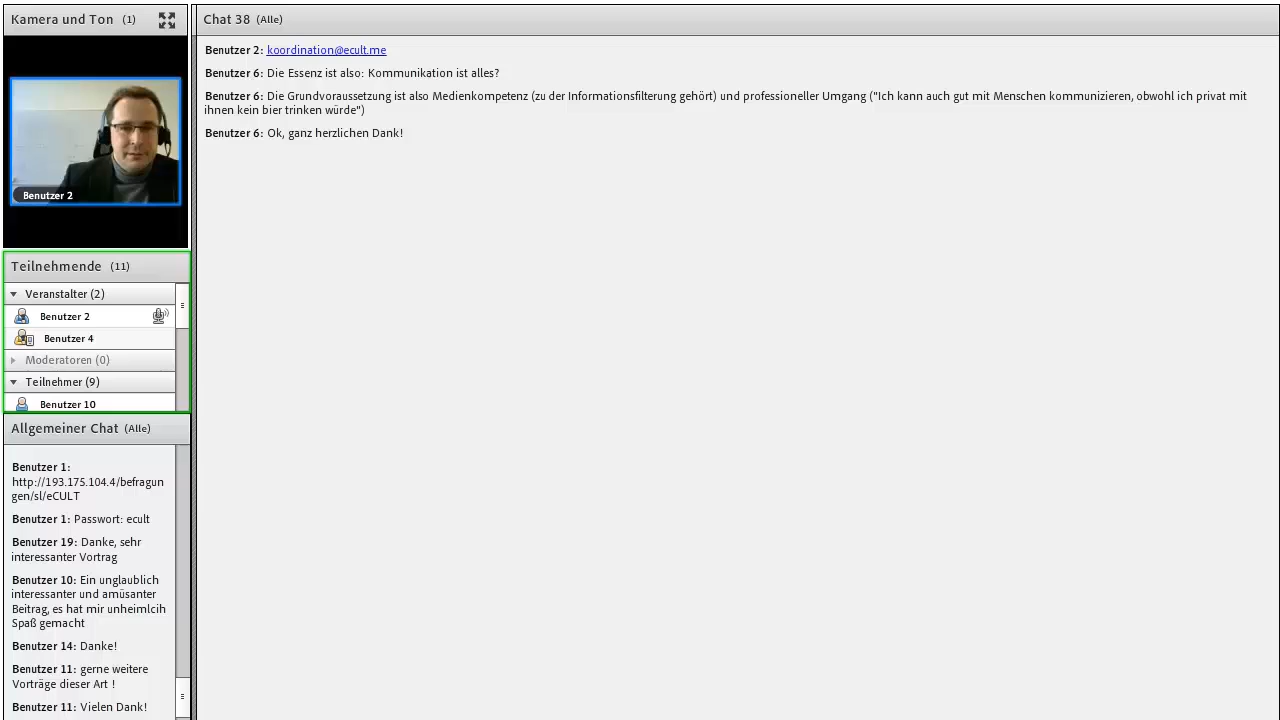 Kamera und Ton (1)
Benutzer 2
Teilnehmende (11)
Veranstalter (2)
Benutzer 2
Benutzer 4
Moderatoren (0)
Teilnehmer (9)
Benutzer 10
Allgemeiner Chat (Alle)
Benutzer 1:
http://193.175.104.4/befragun
gen/sl/eCULT
Benutzer 1: Passwort: ecult
Benutzer 19: Danke, sehr
interessanter Vortrag
Benutzer 10: Ein unglaublich
interessanter und amüsanter
Beitrag, es hat mir unheimlcih
Spaß gemacht
Benutzer 14: Danke!
Benutzer 11: gerne weitere
Vorträge dieser Art !
Benutzer 11: Vielen Dank!
Chat 38 (Alle)
Benutzer 2: koordination@ecult.me
Benutzer 6: Die Essenz ist also: Kommunikation ist alles?
Benutzer 6: Die Grundvoraussetzung ist also Medienkompetenz (zu der Informationsfilterung gehört) und professioneller Umgang ("Ich kann auch gut mit Menschen kommunizieren, obwohl ich privat mit
ihnen kein bier trinken würde")
Benutzer 6: Ok, ganz herzlichen Dank!